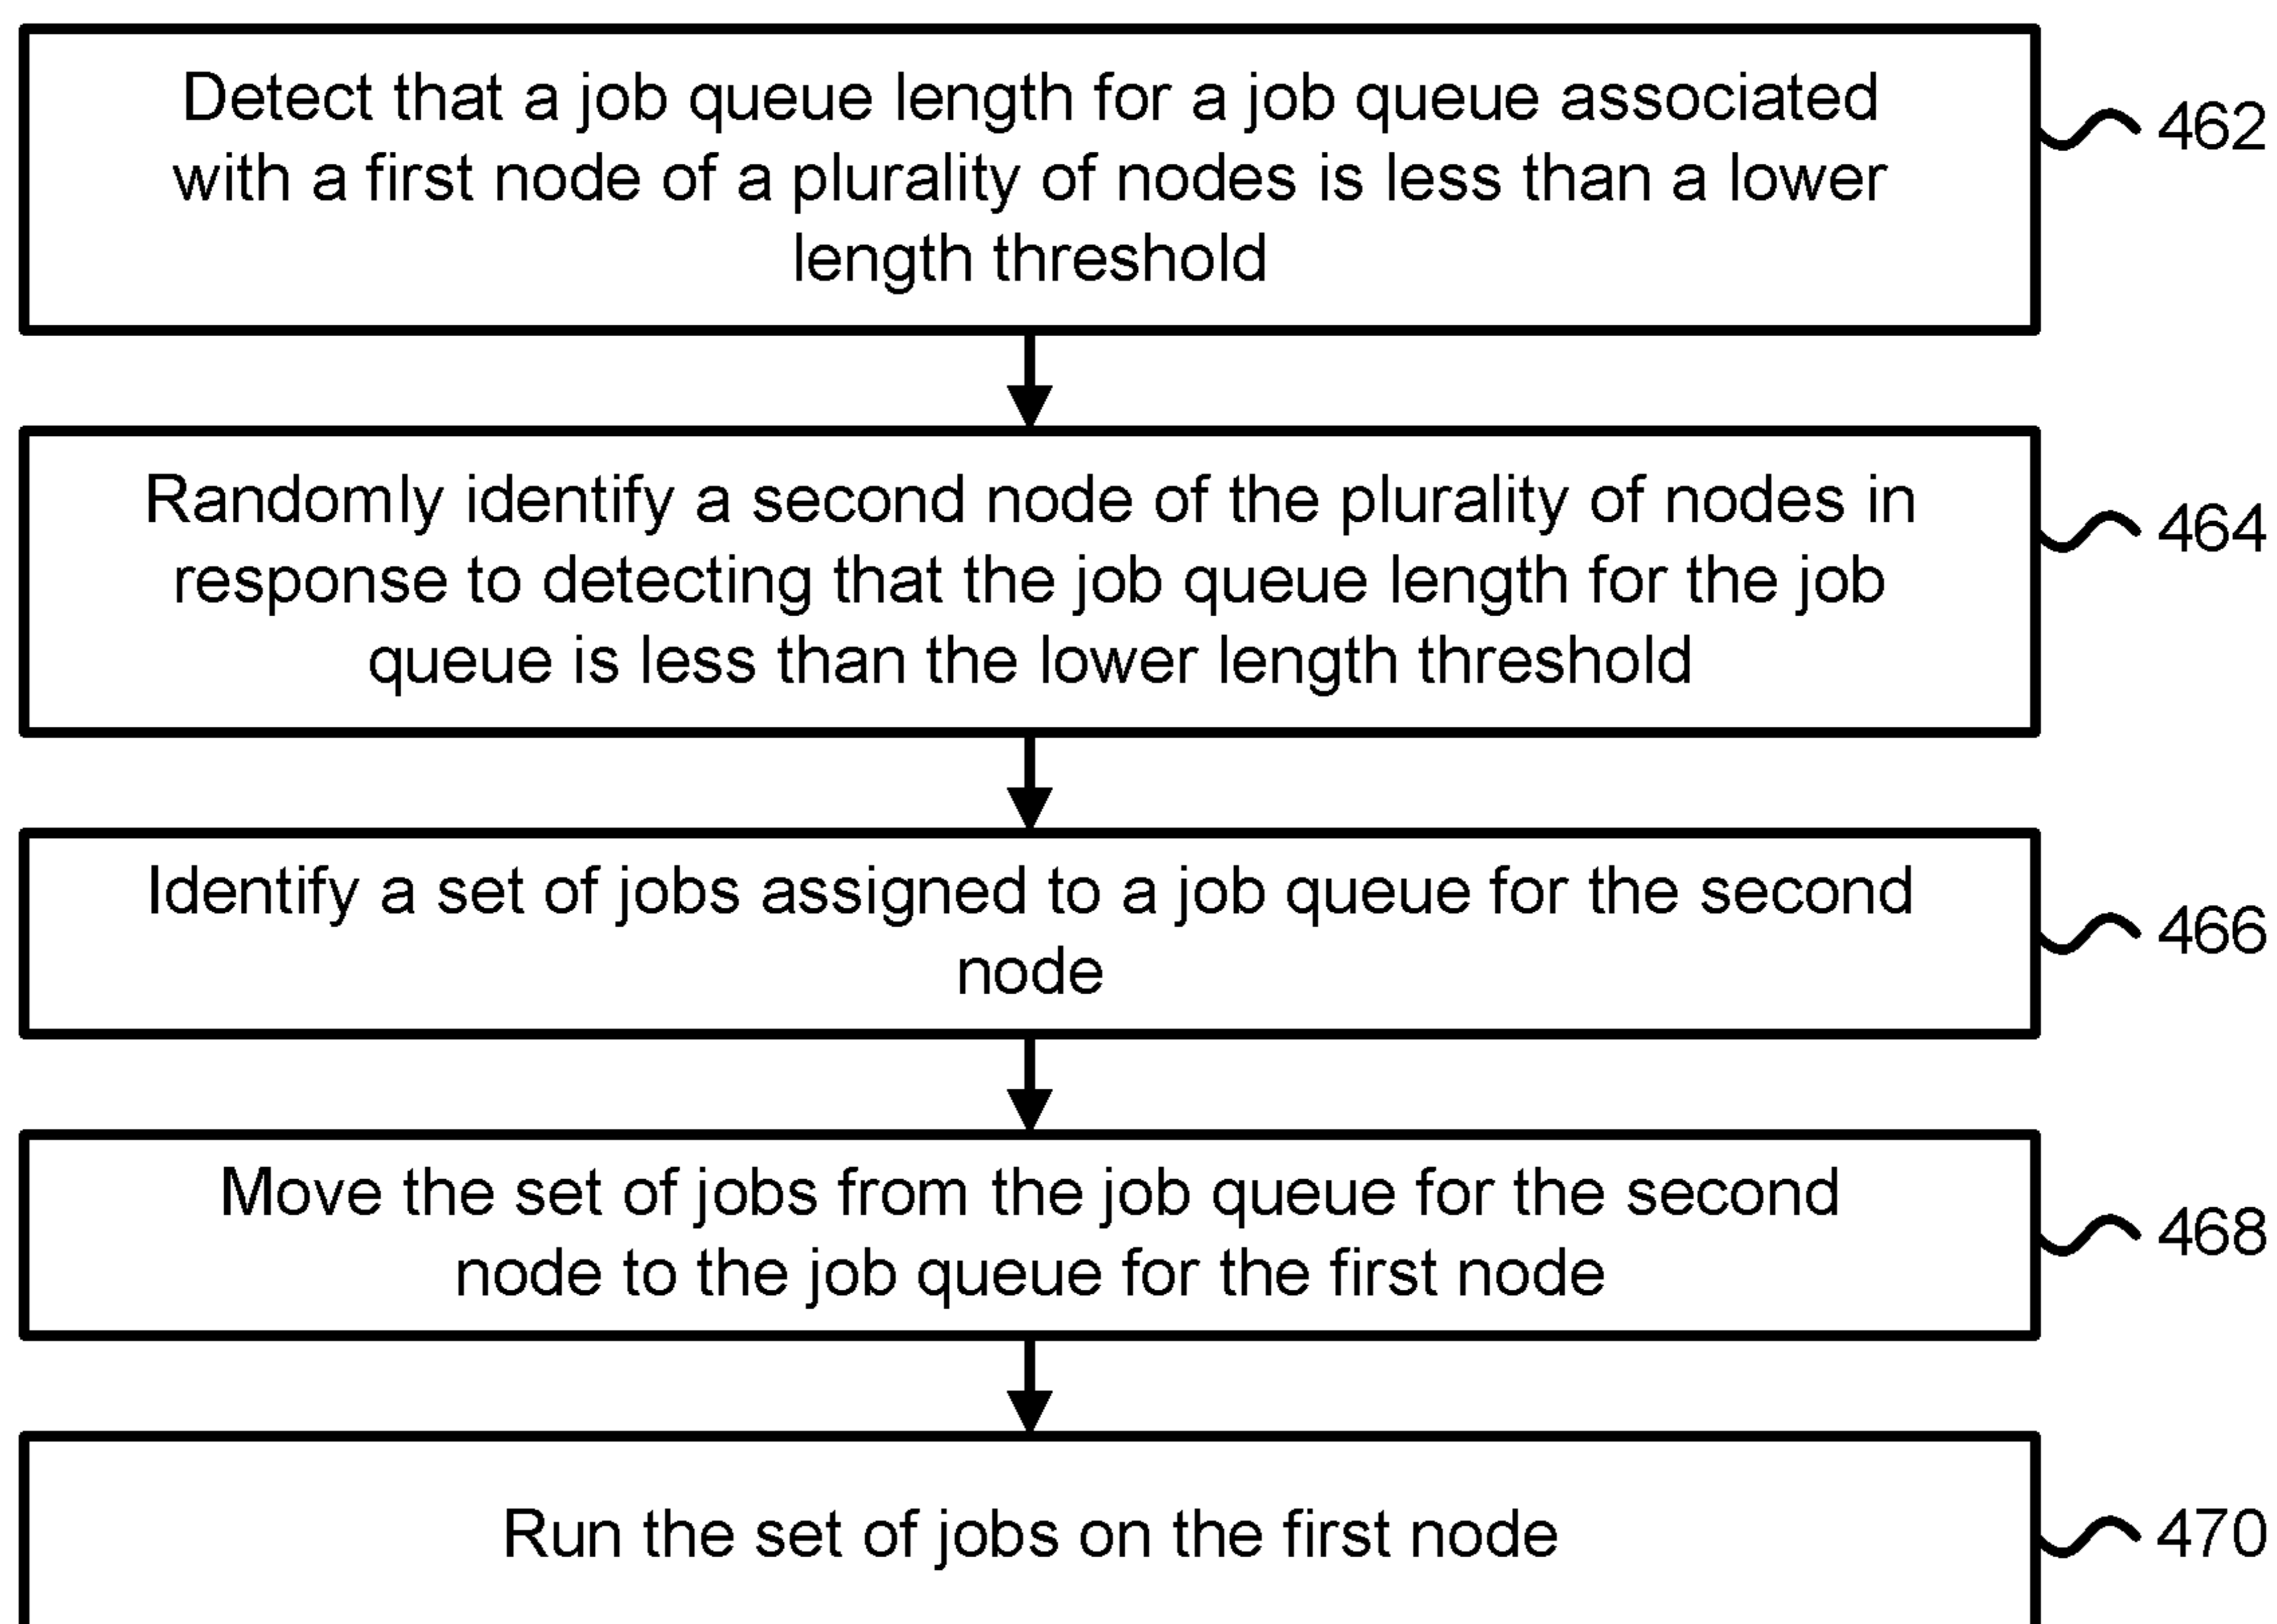 Detect that a job queue length for a job queue associated
with a first node of a plurality of nodes is less than a lower
length threshold
462
Randomly identify a second node of the plurality of nodes in
response to detecting that the job queue length for the job
queue is less than the lower length threshold
464
Identify a set of jobs assigned to a job queue for the second
node
466
Move the set of jobs from the job queue for the second
node to the job queue for the first node
468
Run the set of jobs on the first node
470